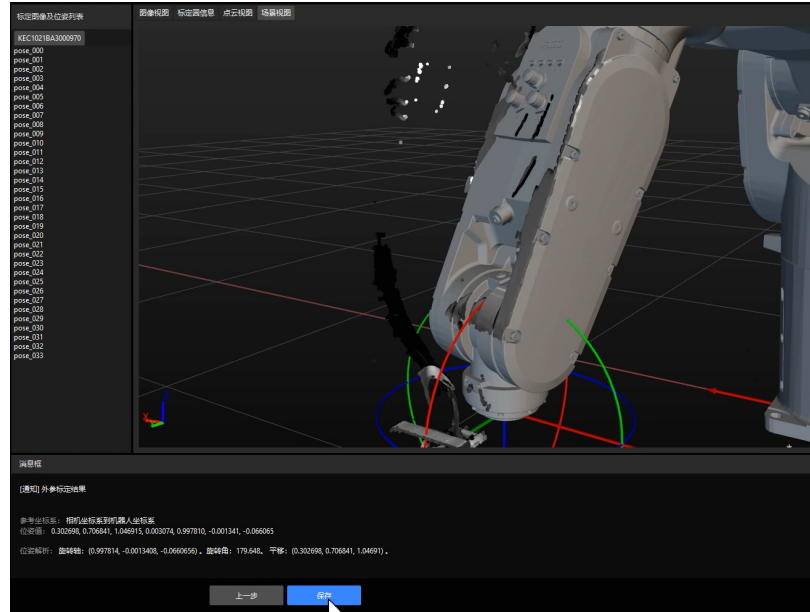 标定图像及位姿列表
图像视图 标定器信息 点云视图 场景视图
KEC1021BA3000970
pose_000
pose_001
pose_002
pose_003
pose_004
pose_005
pose_006
pose_007
pose_008
pose_009
pose_010
pose_011
pose_012
pose_013
pose_014
pose_015
pose_016
pose_017
pose_018
pose_019
pose_020
pose_021
pose_022
pose_023
pose_024
pose_025
pose_026
pose_027
pose_028
pose_029
pose_030
pose_031
pose_032
pose_033
消息框
[通知] 外参标定结果
参考坐标系： 相机坐标系到机器人坐标系
位姿值： 0.302698, 0.706841, 1.046915, 0.003074, 0.997810, -0.001341, -0.066065
位姿解析： 旋转轴：(0.997814, -0.0013408, -0.0660656) 。旋转角：179.648。 平移：(0.302698, 0.706841, 1.04691) 。
上一步 保存